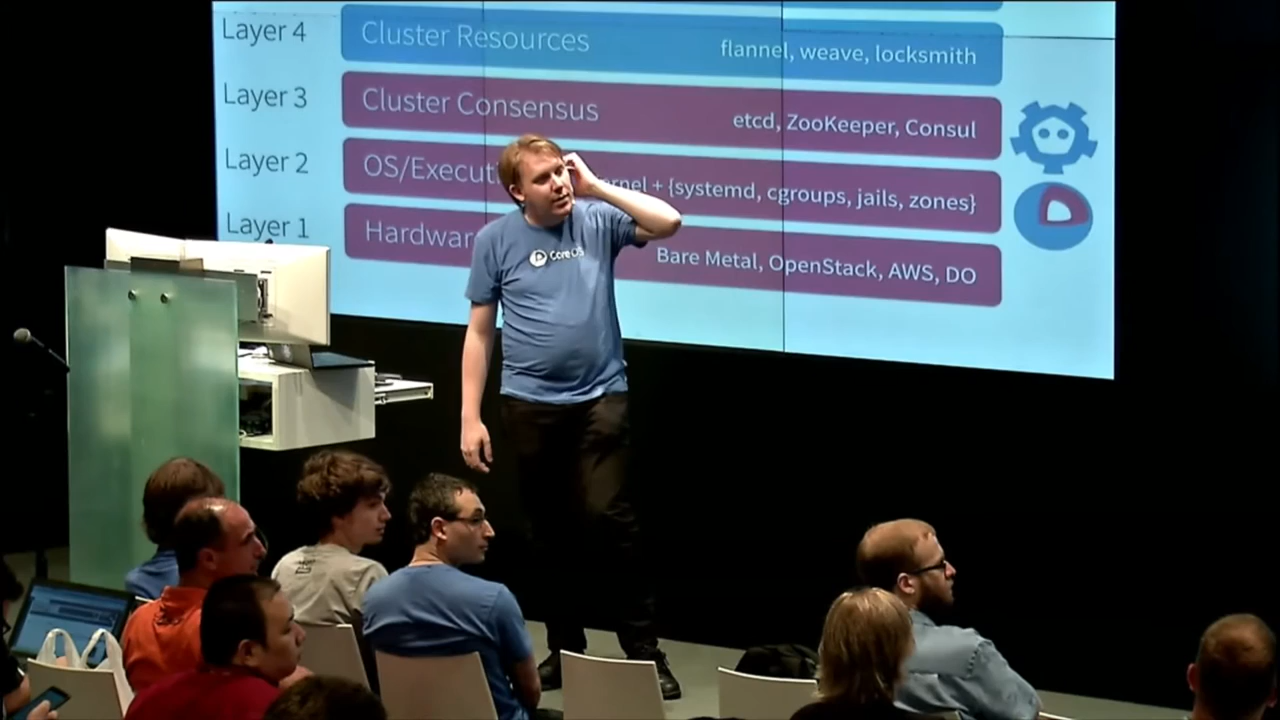 Layer 4 Cluster Resources flannel, weave, locksmith
Layer 3 Cluster Consensus etcd, ZooKeeper, Consul
Layer 2 OS/Executi rnel + {systemd, cgroups, jails, zones}
Layer 1 Hardwar Bare Metal, OpenStack, AWS, DO
CoreOS